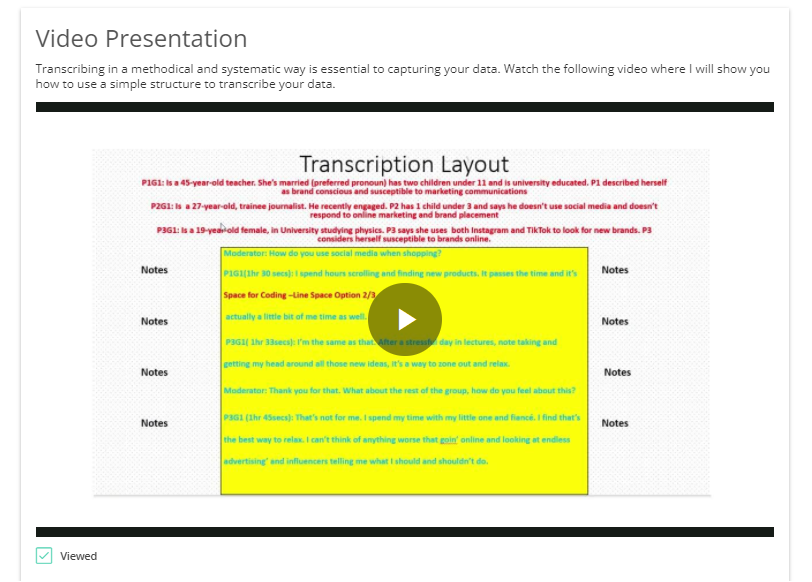 Video Presentation
Transcribing in a methodical and systematic way is essential to capturing your data. Watch the following video where I will show you
how to use a simple structure to transcribe your data.
Transcription Layout
P1G1: Is a 45-year-old teacher. She's married (preferred pronoun) has two children under 11 and is university educated. P1 described herself
as brand conscious and susceptible to marketing communications
P2G1: Is a 27-year-old, trainee journalist. He recently engaged. P2 has 1 child under 3 and says he doesn't use social media and doesn't
respond to online marketing and brand placement
P3G1: Is a 19-year-old female, in University studying physics. P3 says she uses both Instagram and TikTok to look for new brands. P3
considers herself susceptible to brands online.
Moderator: How do you use social media when shopping?
Notes
Notes
P1G1(1hr 30 secs): I spend hours scrolling and finding new products. It passes the time and it's
Space for Coding –Line Space Option 2/3
actually a little bit of me time as well.
Notes
Notes
P3G1( 1hr 33secs): I'm the same as that. After a stressful day in lectures, note taking and
getting my head around all those new ideas, it's a way to zone out and relax.
Notes
Notes
Moderator: Thank you for that. What about the rest of the group, how do you feel about this?
P3G1 (1hr 45secs): That's not for me. I spend my time with my little one and fiancé. I find that's
Notes
Notes
the best way to relax. I can't think of anything worse that goin' online and looking at endless
advertising' and influencers telling me what I should and shouldn't do.
Viewed